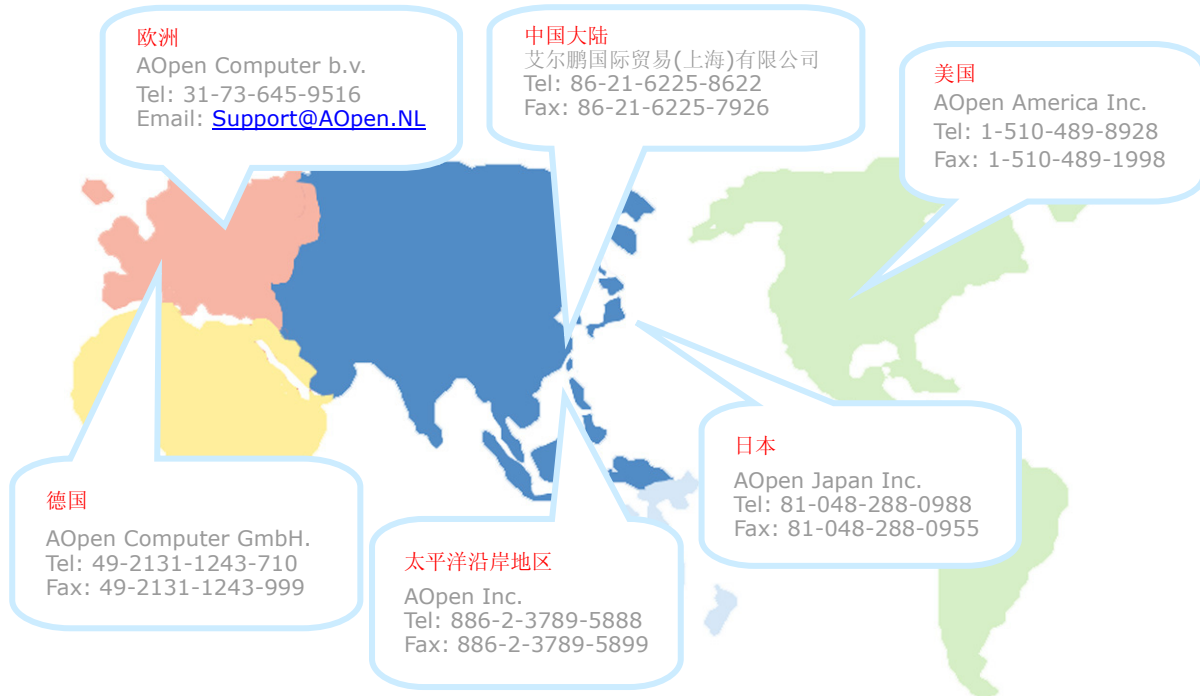 欧洲
AOpen Computer b.v.
Tel: 31-73-645-9516
Email: Support@AOpen.NL
中国大陆
艾尔鹏国际贸易(上海)有限公司
Tel: 86-21-6225-8622
Fax: 86-21-6225-7926
美国
AOpen America Inc.
Tel: 1-510-489-8928
Fax: 1-510-489-1998
德国
AOpen Computer GmbH.
Tel: 49-2131-1243-710
Fax: 49-2131-1243-999
太平洋沿岸地区
AOpen Inc.
Tel: 886-2-3789-5888
Fax: 886-2-3789-5899
日本
AOpen Japan Inc.
Tel: 81-048-288-0988
Fax: 81-048-288-0955